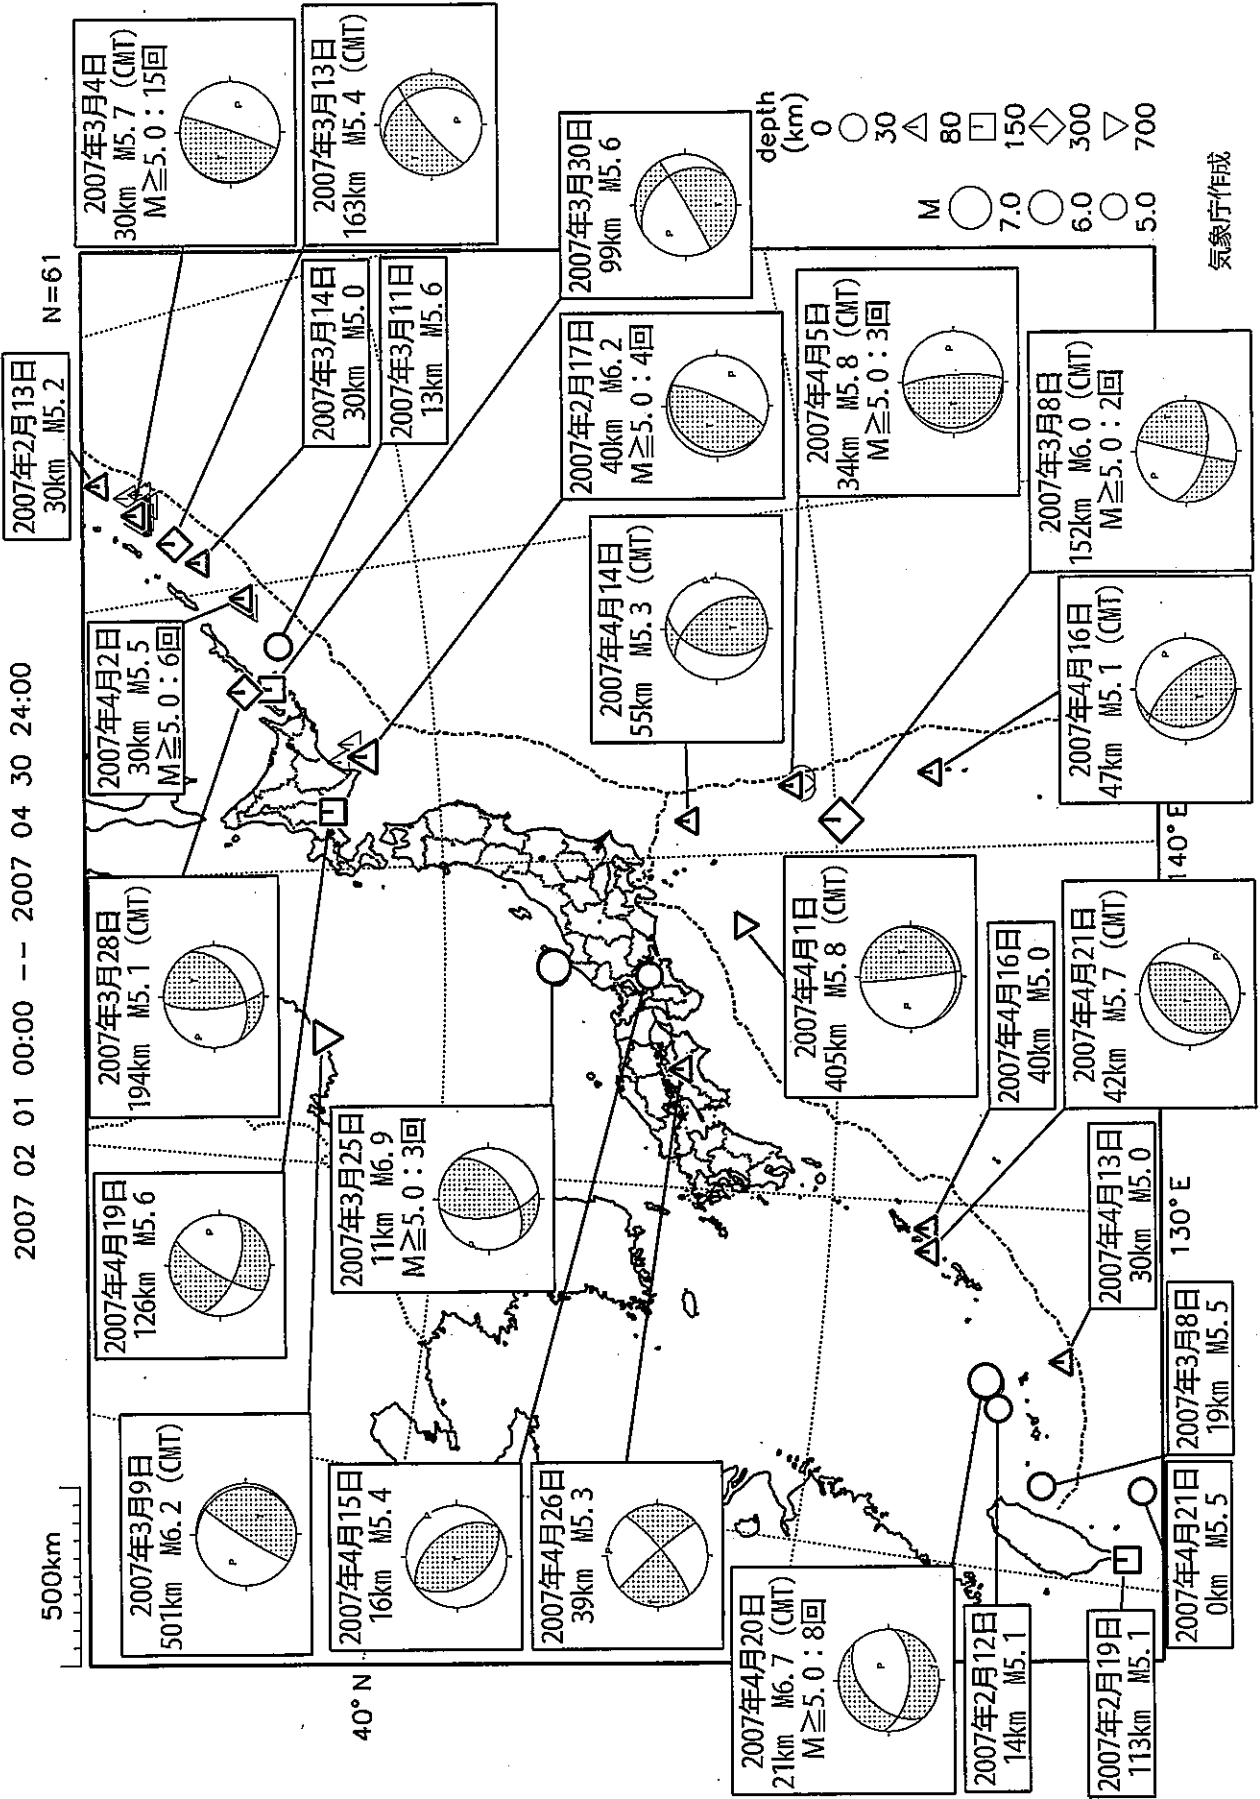 2007 02 01 00:00 -- 2007 04 30 24:00
500km
N=61
2007年3月9日
501km M6.2 (CMT)
2007年4月19日
126km M5.6
2007年3月28日
194km M5.1 (CMT)
2007年4月2日
30km M5.5
M≧5.0:6回
2007年2月13日
30km M5.2
2007年3月4日
30km M5.7 (CMT)
M≧5.0:15回
2007年3月13日
163km M5.4 (CMT)
2007年3月14日
30km M5.0
2007年3月11日
13km M5.6
2007年3月30日
99km M5.6
2007年2月17日
40km M6.2
M≧5.0:4回
2007年4月14日
55km M5.3 (CMT)
2007年4月5日
34km M5.8 (CMT)
M≧5.0:3回
2007年3月8日
152km M6.0 (CMT)
M≧5.0:2回
2007年4月16日
47km M5.1 (CMT)
2007年4月15日
16km M5.4
2007年3月25日
11km M6.9
M≧5.0:3回
2007年4月26日
39km M5.3
2007年4月1日
405km M5.8 (CMT)
2007年4月16日
40km M5.0
2007年4月21日
42km M5.7 (CMT)
2007年4月13日
30km M5.0
2007年3月8日
19km M5.5
2007年4月21日
0km M5.5
2007年4月20日
21km M6.7 (CMT)
M≧5.0:8回
2007年2月12日
14km M5.1
2007年2月19日
113km M5.1
40°N
130°E
140°E
P
T
M
7.0
6.0
5.0
depth
(km)
0
30
80
150
300
700
気象庁作成